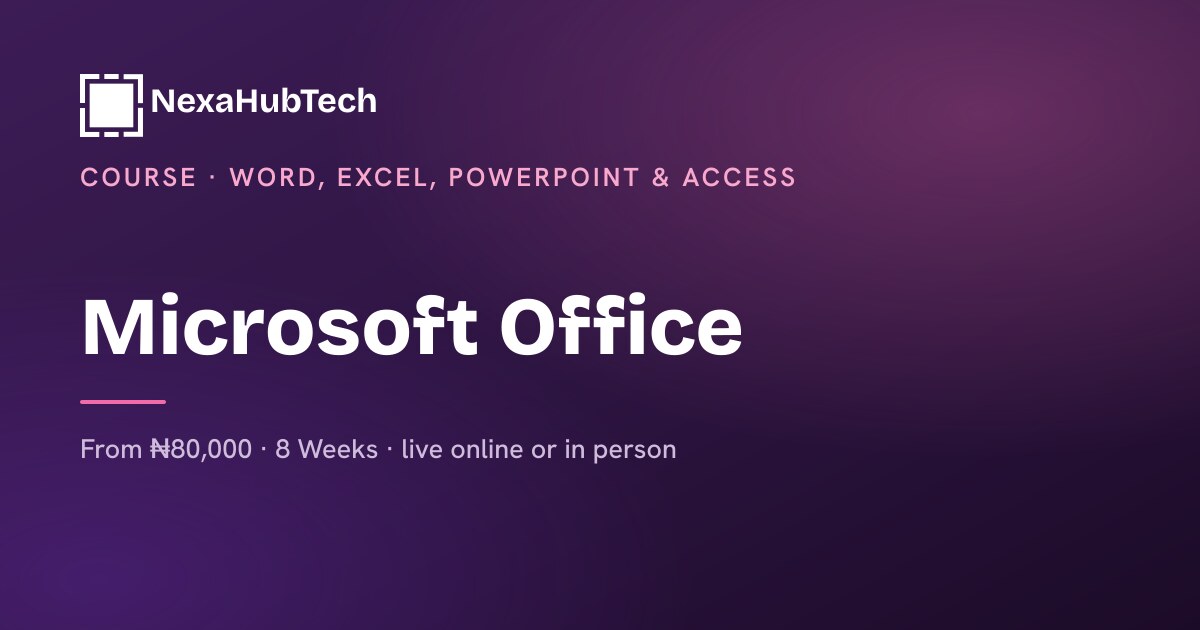 NexaHubTech
COURSE · WORD, EXCEL, POWERPOINT & ACCESS
Microsoft Office
From ₦80,000 · 8 Weeks · live online or in person